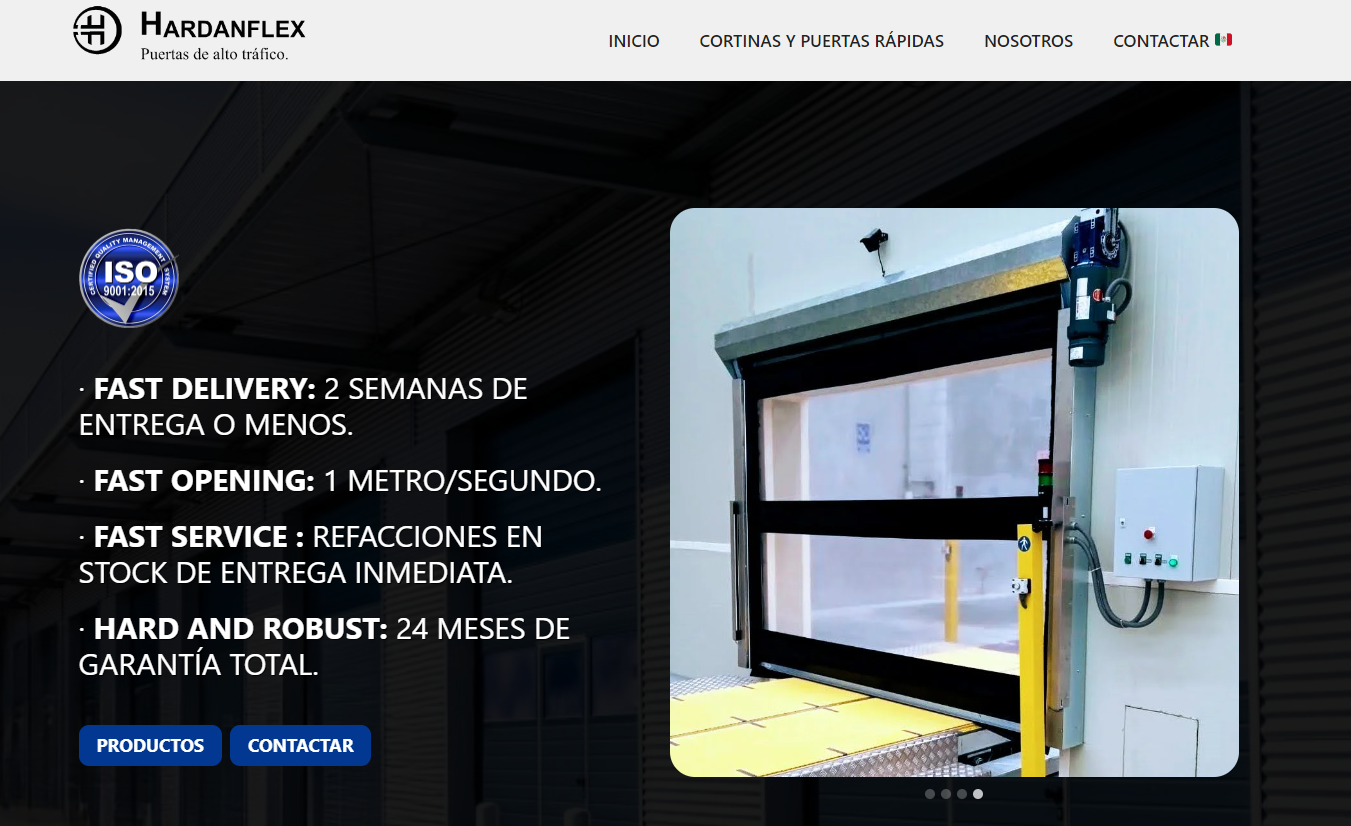 HARDANFLEX
Puertas de alto tráfico.
INICIO
CORTINAS Y PUERTAS RÁPIDAS
NOSOTROS
CONTACTAR
CERTIFIED QUALITY MANAGEMENT SYSTEM
ISO
9001:2015
· FAST DELIVERY: 2 SEMANAS DE
ENTREGA O MENOS.
· FAST OPENING: 1 METRO/SEGUNDO.
· FAST SERVICE : REFACCIONES EN
STOCK DE ENTREGA INMEDIATA.
· HARD AND ROBUST: 24 MESES DE
GARANTÍA TOTAL.
PRODUCTOS
CONTACTAR